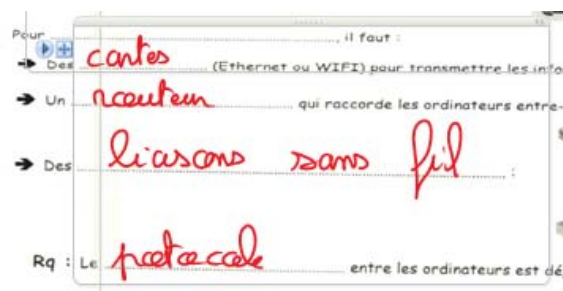 Pour ........................, il faut :
➔ Des cartes (Ethernet ou WIFI) pour transmettre les info
➔ Un routeur qui raccorde les ordinateurs entre-
➔ Des liaisons sans fil :
Rq : Le protocole entre les ordinateurs est dé